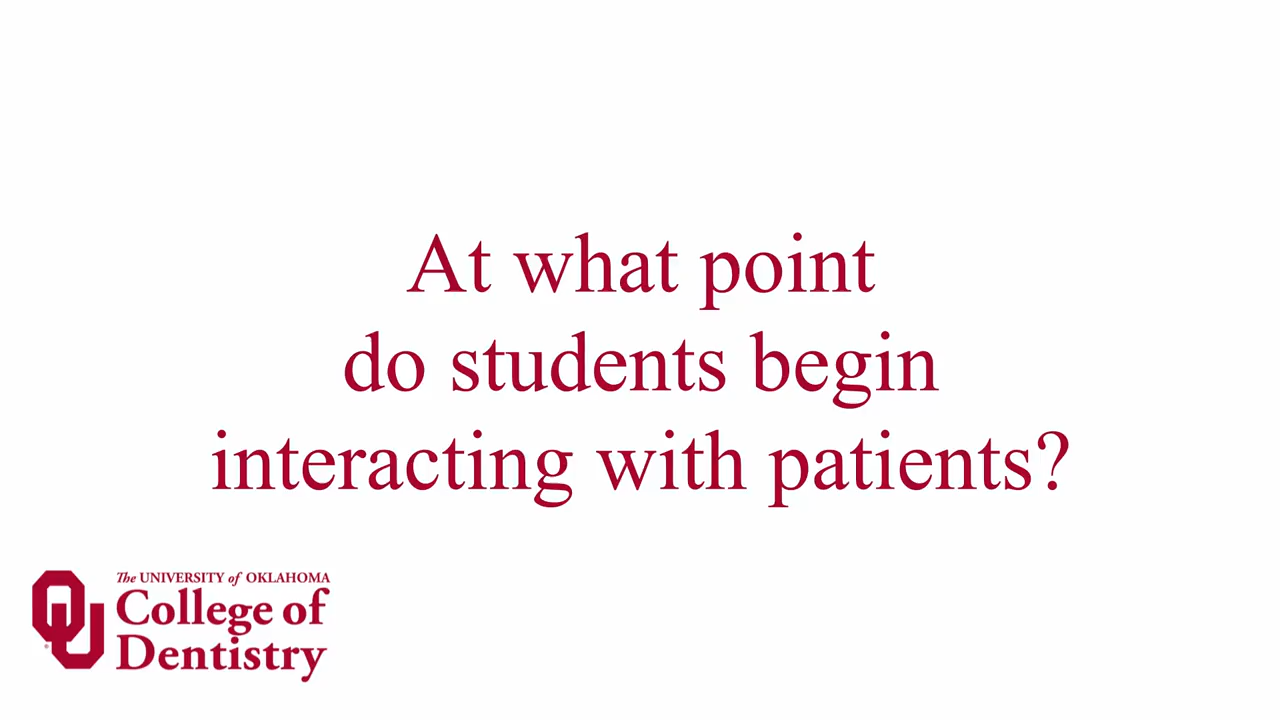 At what point
do students begin
interacting with patients?
The UNIVERSITY of OKLAHOMA
College of
Dentistry